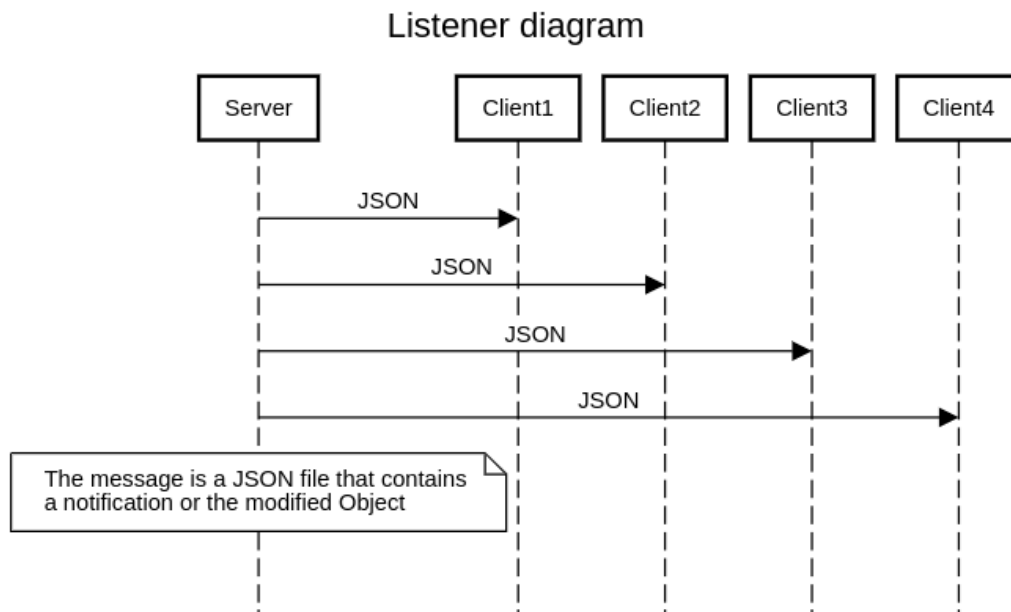 Listener diagram
Server
Client1
Client2
Client3
Client4
JSON
JSON
JSON
JSON
The message is a JSON file that contains
a notification or the modified Object